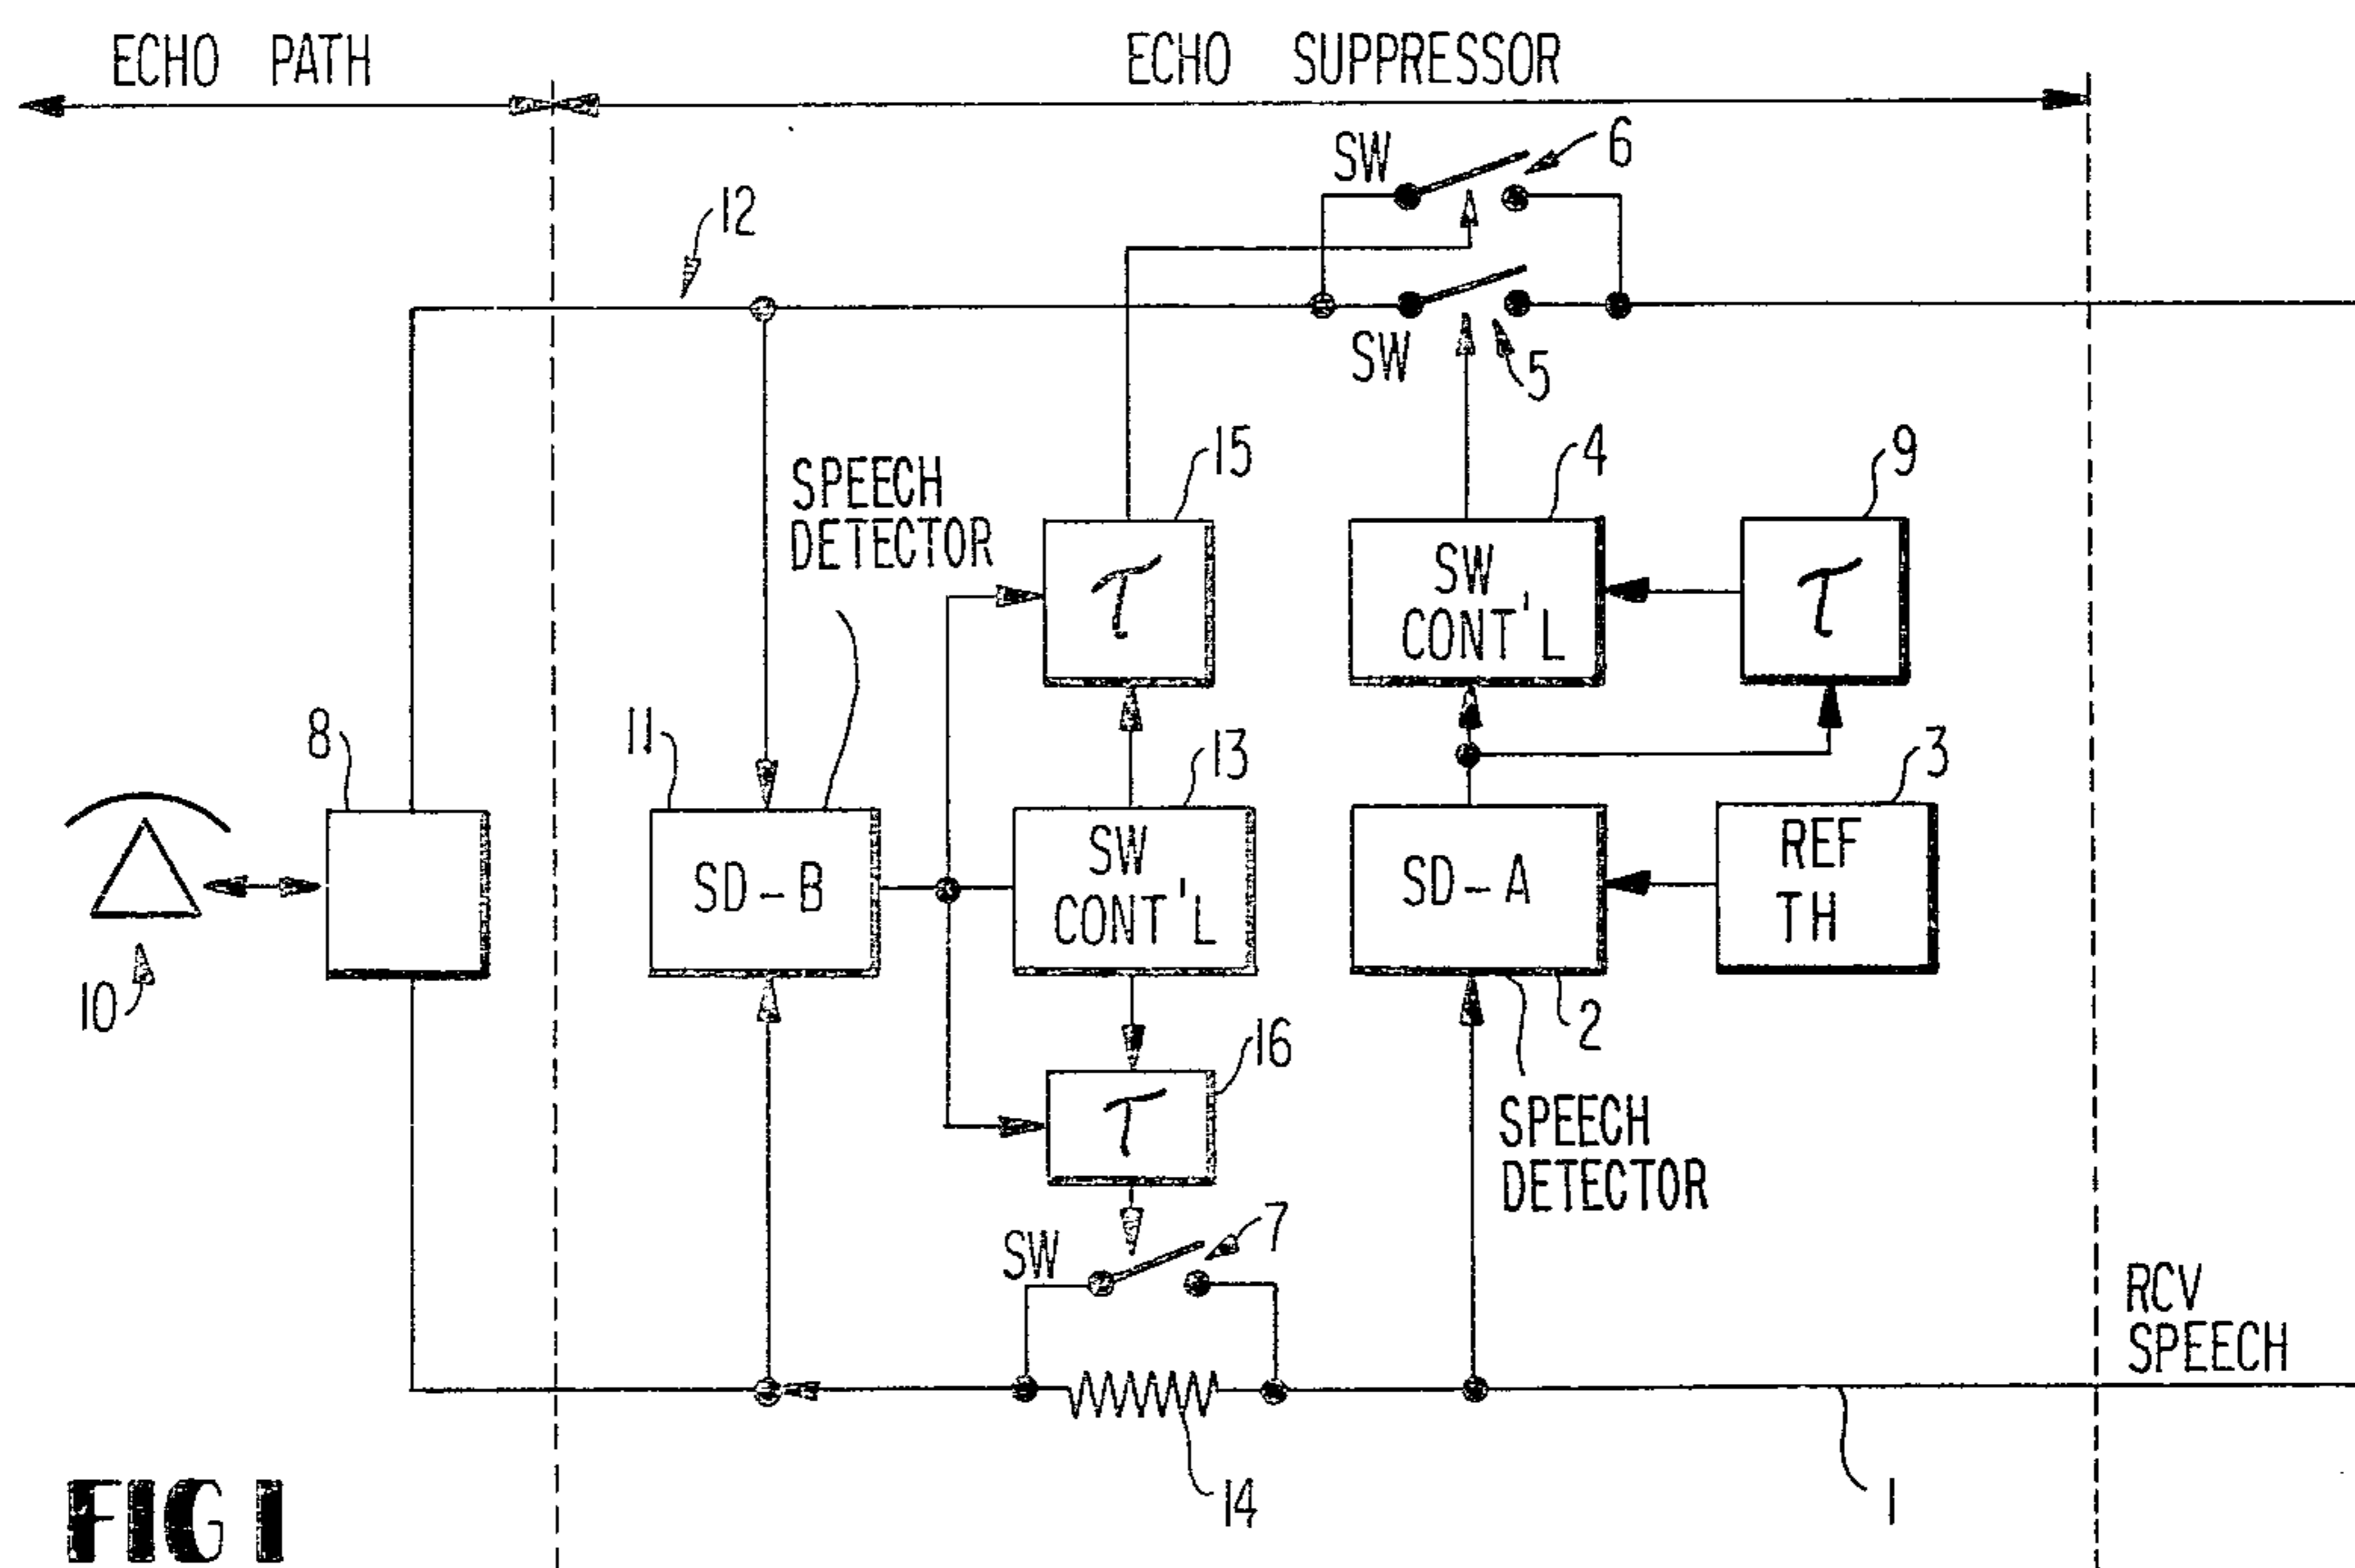 ECHO PATH
ECHO SUPPRESSOR
SW
6
12
SW
5
SPEECH
DETECTOR
15
4
9
τ
SW
CONT'L
τ
8
11
13
3
SD-B
SW
CONT'L
SD-A
REF
TH
10
2
16
τ
SPEECH
DETECTOR
SW
7
RCV
SPEECH
14
1
FIG 1